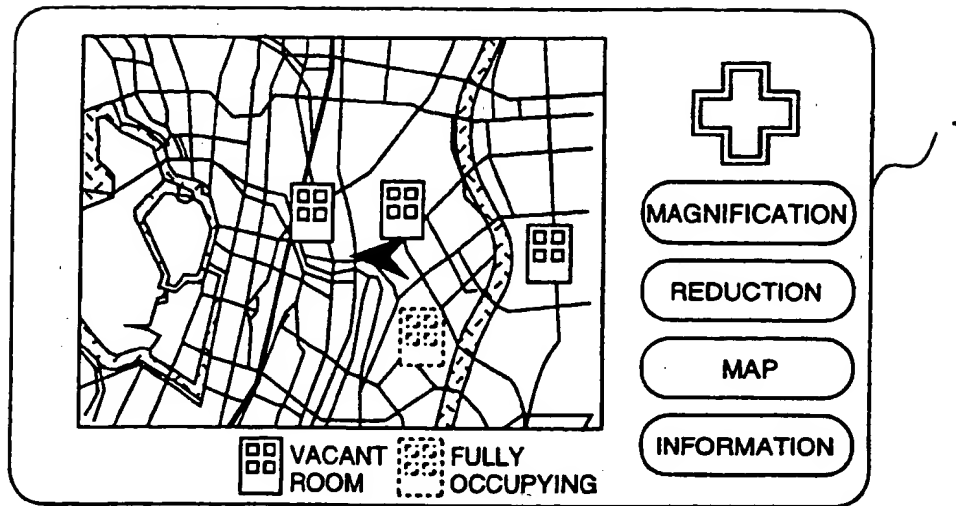 MAGNIFICATION
REDUCTION
MAP
INFORMATION
VACANT
ROOM
FULLY
OCCUPYING